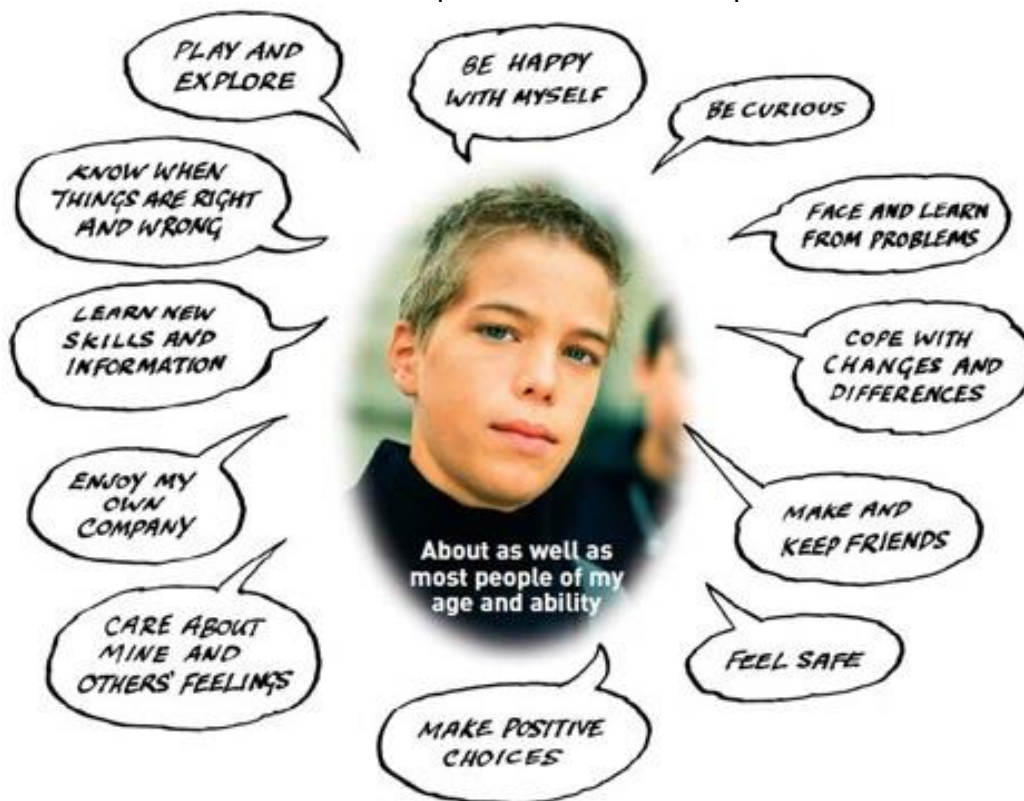 PLAY AND
EXPLORE
BE HAPPY
WITH MYSELF
BE CURIOUS
KNOW WHEN
THINGS ARE RIGHT
AND WRONG
FACE AND LEARN
FROM PROBLEMS
LEARN NEW
SKILLS AND
INFORMATION
COPE WITH
CHANGES AND
DIFFERENCES
ENJOY MY
OWN
COMPANY
MAKE AND
KEEP FRIENDS
About as well as
most people of my
age and ability
CARE ABOUT
MINE AND
OTHERS' FEELINGS
FEEL SAFE
MAKE POSITIVE
CHOICES